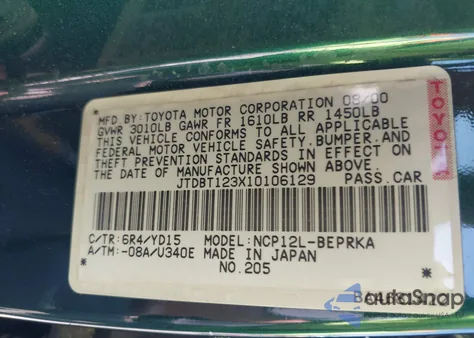 MFD. BY: TOYOTA MOTOR CORPORATION 08/00
GVWR 3010LB GAWR FR 1610LB RR 1450LB
THIS VEHICLE CONFORMS TO ALL APPLICABLE
FEDERAL MOTOR VEHICLE SAFETY, BUMPER, AND
THEFT PREVENTION STANDARDS IN EFFECT ON
THE DATE OF MANUFACTURE SHOWN ABOVE.
JTDBT123X10106129 PASS. CAR
TOYOTA
C/TR: 6R4/YD15 MODEL: NCP12L-BEPRKA
A/TM: -08A/U340E MADE IN JAPAN
NO. 205
autoSnap